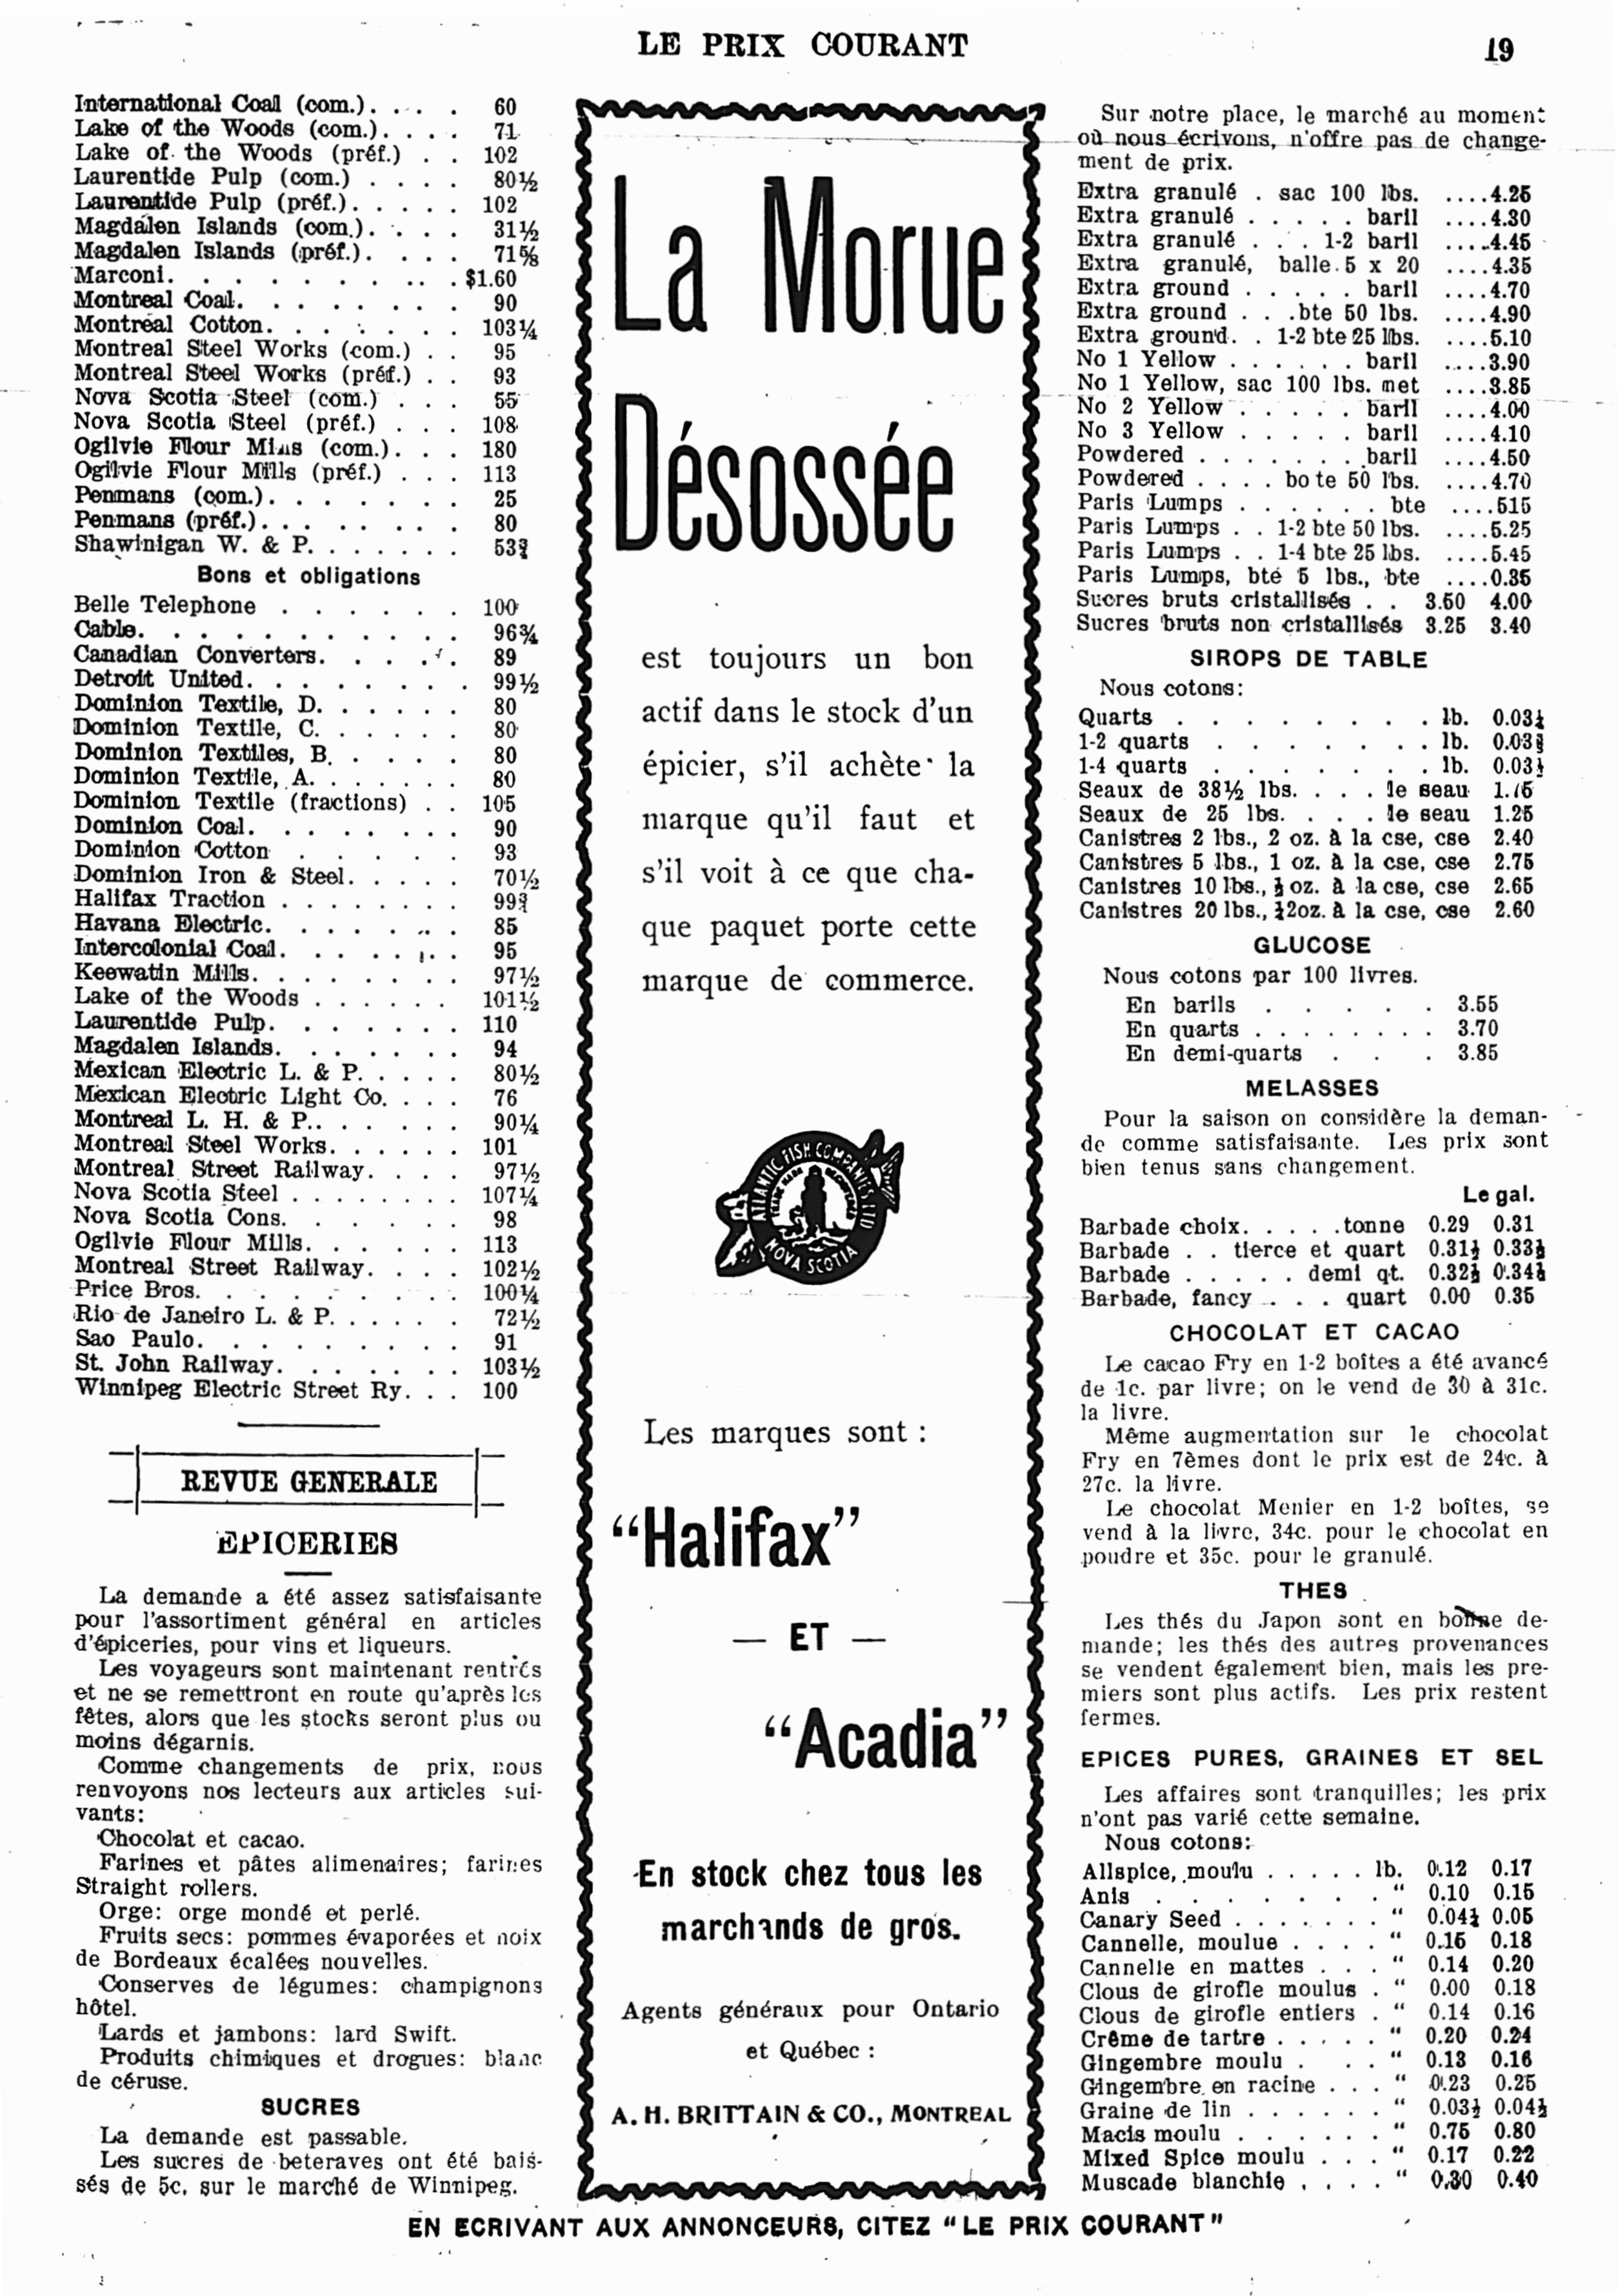 LE PRIX COURANT
19
International Coal (com.). . . . 60
Lake of the Woods (com.). . . . 71
Lake of the Woods (préf.) . . 102
Laurentide Pulp (com.) . . . . 80½
Laurentide Pulp (préf.). . . . . 102
Magdalen Islands (com.). . . . 31½
Magdalen Islands (préf.). . . . 71⅝
Marconi. . . . . . . . . . $1.60
Montreal Coal. . . . . . . . 90
Montreal Cotton. . . . . . . 103¼
Montreal Steel Works (com.) . . 95
Montreal Steel Works (préf.) . . 93
Nova Scotia Steel (com.) . . . 55
Nova Scotia Steel (préf.) . . . 108
Ogilvie Flour Mills (com.). . . 180
Ogilvie Flour Mills (préf.) . . . 113
Penmans (com.). . . . . . . 25
Penmans (préf.). . . . . . . . 80
Shawinigan W. & P. . . . . . . 53¾
Bons et obligations
Belle Telephone . . . . . . 100
Cable. . . . . . . . . . . 96¾
Canadian Converters. . . . . 89
Detroit United. . . . . . . . 99½
Dominion Textile, D. . . . . . 80
Dominion Textile, C. . . . . . 80
Dominion Textiles, B. . . . . 80
Dominion Textile, A. . . . . . 80
Dominion Textile (fractions) . . 105
Dominion Coal. . . . . . . . 90
Dominion Cotton . . . . . 93
Dominion Iron & Steel. . . . . 70½
Halifax Traction . . . . . . . . 99¾
Havana Electric. . . . . . . 85
Intercolonial Coal. . . . . . . 95
Keewatin Mills. . . . . . . . 97½
Lake of the Woods . . . . . . 101½
Laurentide Pulp. . . . . . . 110
Magdalen Islands. . . . . . . 94
Mexican Electric L. & P. . . . . 80½
Mexican Electric Light Co. . . . 76
Montreal L. H. & P.. . . . . . 90¼
Montreal Steel Works. . . . . . 101
Montreal Street Railway. . . . 97½
Nova Scotia Steel . . . . . . . . 107¼
Nova Scotia Cons. . . . . . 98
Ogilvie Flour Mills. . . . . . 113
Montreal Street Railway. . . . 102½
Price Bros. . . . . . . . . . 100¼
Rio de Janeiro L. & P. . . . . . 72½
Sao Paulo. . . . . . . . . 91
St. John Railway. . . . . . . 103½
Winnipeg Electric Street Ry. . . 100
REVUE GENERALE
EPICERIES
La demande a été assez satisfaisante
pour l'assortiment général en articles
d'épiceries, pour vins et liqueurs.
Les voyageurs sont maintenant rentrés
et ne se remettront en route qu'après les
fêtes, alors que les stocks seront plus ou
moins dégarnis.
Comme changements de prix, nous
renvoyons nos lecteurs aux articles sui-
vants:
Chocolat et cacao.
Farines et pâtes alimenaires; farines
Straight rollers.
Orge: orge mondé et perlé.
Fruits secs: pommes évaporées et noix
de Bordeaux écalées nouvelles.
Conserves de légumes: champignons
hôtel.
Lards et jambons: lard Swift.
Produits chimiques et drogues: blanc
de céruse.
SUCRES
La demande est passable.
Les sucres de beteraves ont été bais-
sés de 5c. sur le marché de Winnipeg.
La Morue
Désossée
est toujours un bon
actif dans le stock d'un
épicier, s'il achète la
marque qu'il faut et
s'il voit à ce que cha-
que paquet porte cette
marque de commerce.
ATLANTIC FISH COMPANIES LTD
TRADE MARK REGISTERED
NOVA SCOTIA
Les marques sont :
"Halifax"
— ET —
"Acadia"
En stock chez tous les
marchands de gros.
Agents généraux pour Ontario
et Québec :
A. H. BRITTAIN & CO., MONTREAL
Sur notre place, le marché au moment
où nous écrivons, n'offre pas de change-
ment de prix.
Extra granulé . sac 100 lbs. ....4.25
Extra granulé . . . . . baril ....4.30
Extra granulé . . . 1-2 baril ....4.45
Extra granulé, balle 5 x 20 ....4.35
Extra ground . . . . . baril ....4.70
Extra ground . . .bte 50 lbs. ....4.90
Extra ground. . 1-2 bte 25 lbs. ....5.10
No 1 Yellow . . . . . . baril ....3.90
No 1 Yellow, sac 100 lbs. net ....3.85
No 2 Yellow . . . . . baril ....4.00
No 3 Yellow . . . . . baril ....4.10
Powdered . . . . . . . baril ....4.50
Powdered . . . . bo te 50 lbs. ....4.70
Paris Lumps . . . . . . bte ....515
Paris Lumps . . 1-2 bte 50 lbs. ....5.25
Paris Lumps . . 1-4 bte 25 lbs. ....5.45
Paris Lumps, bte 5 lbs., bte ....0.35
Sucres bruts cristallisés . . 3.60 4.00
Sucres bruts non cristallisés 3.25 3.40
SIROPS DE TABLE
Nous cotons:
Quarts . . . . . . . . lb. 0.03¼
1-2 quarts . . . . . . . lb. 0.03⅜
1-4 quarts . . . . . . . lb. 0.03½
Seaux de 38½ lbs. . . . le seau 1.75
Seaux de 25 lbs. . . . le seau 1.25
Canistres 2 lbs., 2 oz. à la cse, cse 2.40
Canistres 5 lbs., 1 oz. à la cse, cse 2.75
Canistres 10 lbs., ½ oz. à la cse, cse 2.65
Canistres 20 lbs., ¼2oz. à la cse, cse 2.60
GLUCOSE
Nous cotons par 100 livres.
En barils . . . . . 3.55
En quarts . . . . . . . . 3.70
En demi-quarts . . . 3.85
MELASSES
Pour la saison on considère la deman-
de comme satisfaisante. Les prix sont
bien tenus sans changement.
Le gal.
Barbade choix. . . . .tonne 0.29 0.31
Barbade . . tierce et quart 0.31½ 0.33½
Barbade . . . . . demi qt. 0.32½ 0.34½
Barbade, fancy . . . quart 0.00 0.35
CHOCOLAT ET CACAO
Le cacao Fry en 1-2 boîtes a été avancé
de 1c. par livre; on le vend de 30 à 31c.
la livre.
Même augmentation sur le chocolat
Fry en 7èmes dont le prix est de 24c. à
27c. la livre.
Le chocolat Menier en 1-2 boîtes, se
vend à la livre, 34c. pour le chocolat en
poudre et 35c. pour le granulé.
THES
Les thés du Japon sont en bonne de-
mande; les thés des autres provenances
se vendent également bien, mais les pre-
miers sont plus actifs. Les prix restent
fermes.
EPICES PURES, GRAINES ET SEL
Les affaires sont tranquilles; les prix
n'ont pas varié cette semaine.
Nous cotons:
Allspice, moulu . . . . . lb. 0.12 0.17
Anis . . . . . . . . " 0.10 0.15
Canary Seed . . . . . . . " 0.04½ 0.05
Cannelle, moulue . . . . " 0.15 0.18
Cannelle en mattes . . . " 0.14 0.20
Clous de girofle moulus . " 0.00 0.18
Clous de girofle entiers . " 0.14 0.16
Crême de tartre . . . . . " 0.20 0.24
Gingembre moulu . . . " 0.13 0.16
Gingembre en racine . . . " 0.23 0.25
Graine de lin . . . . . . " 0.03½ 0.04½
Macis moulu . . . . . . " 0.75 0.80
Mixed Spice moulu . . . " 0.17 0.22
Muscade blanchie . . . . " 0.30 0.40
EN ECRIVANT AUX ANNONCEURS, CITEZ "LE PRIX COURANT"